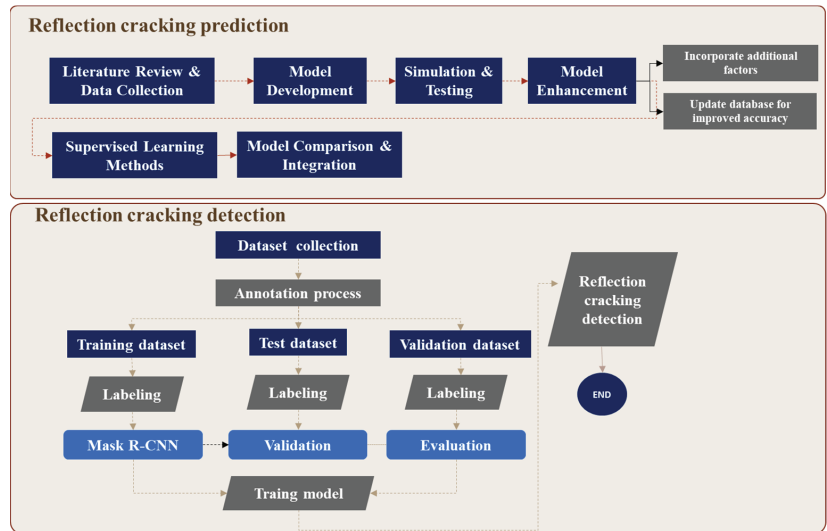 Reflection cracking prediction
Literature Review &
Data Collection
Model
Development
Simulation &
Testing
Model
Enhancement
Incorporate additional
factors
Update database for
improved accuracy
Supervised Learning
Methods
Model Comparison &
Integration
Reflection cracking detection
Dataset collection
Annotation process
Training dataset
Test dataset
Validation dataset
Labeling
Labeling
Labeling
Mask R-CNN
Validation
Evaluation
Traing model
Reflection
cracking
detection
END